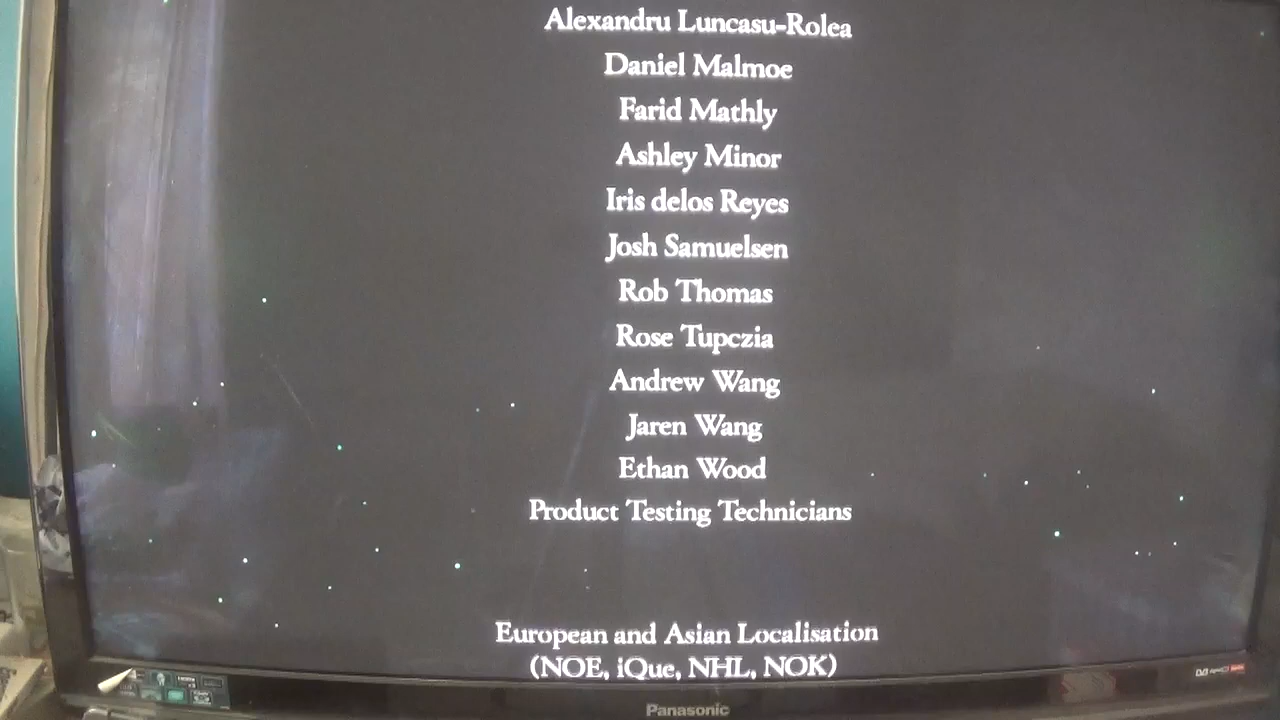 Alexandru Luncasu-Rolea
Daniel Malmoe
Farid Mathly
Ashley Minor
Iris delos Reyes
Josh Samuelsen
Rob Thomas
Rose Tupczia
Andrew Wang
Jaren Wang
Ethan Wood
Product Testing Technicians
European and Asian Localisation
(NOE, iQue, NHL, NOK)
Panasonic